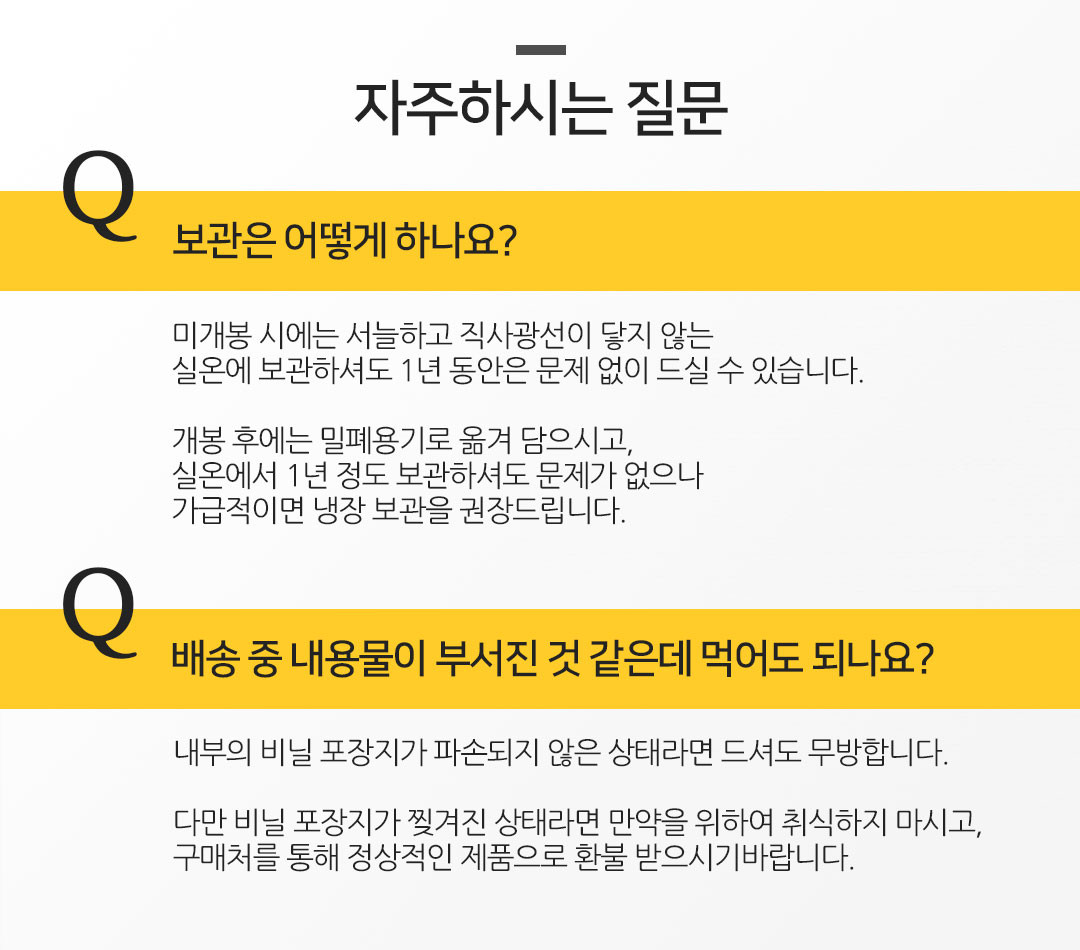 자주하시는 질문
Q
보관은 어떻게 하나요?
미개봉 시에는 서늘하고 직사광선이 닿지 않는
실온에 보관하셔도 1년 동안은 문제 없이 드실 수 있습니다.
개봉 후에는 밀폐용기로 옮겨 담으시고,
실온에서 1년 정도 보관하셔도 문제가 없으나
가급적이면 냉장 보관을 권장드립니다.
Q
배송 중 내용물이 부서진 것 같은데 먹어도 되나요?
내부의 비닐 포장지가 파손되지 않은 상태라면 드셔도 무방합니다.
다만 비닐 포장지가 찢겨진 상태라면 만약을 위하여 취식하지 마시고,
구매처를 통해 정상적인 제품으로 환불 받으시기바랍니다.